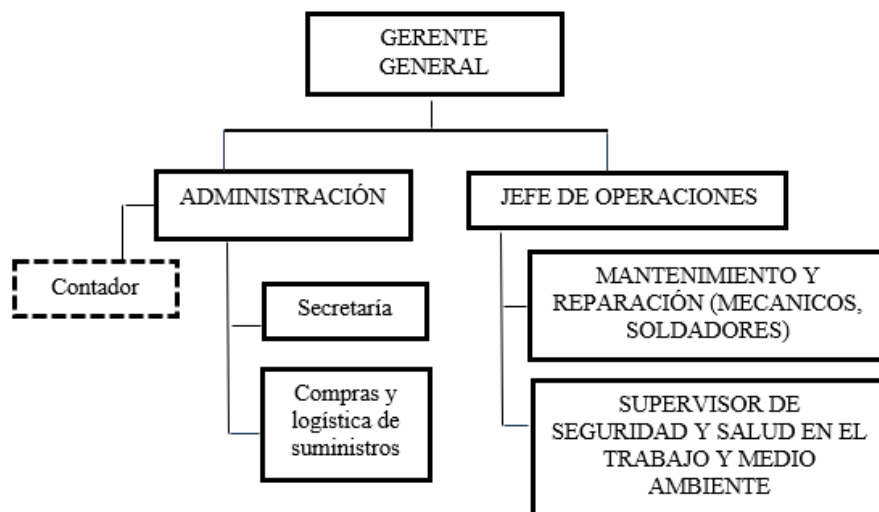 GERENTE
GENERAL
ADMINISTRACIÓN
JEFE DE OPERACIONES
Contador
Secretaría
Compras y
logística de
suministros
MANTENIMIENTO Y
REPARACIÓN (MECANICOS,
SOLDADORES)
SUPERVISOR DE
SEGURIDAD Y SALUD EN EL
TRABAJO Y MEDIO
AMBIENTE